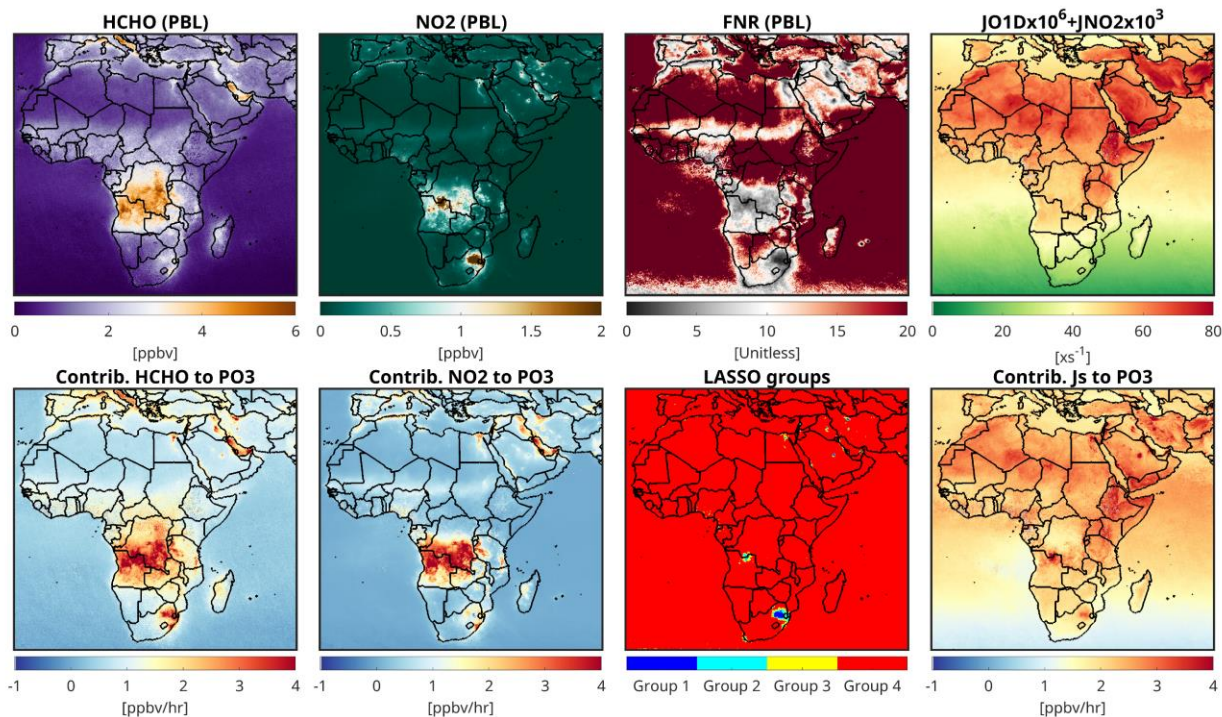 HCHO (PBL)
NO2 (PBL)
FNR (PBL)
JO1Dx10⁶+JNO2x10³
0 2 4 6
[ppbv]
0 0.5 1 1.5 2
[ppbv]
0 5 10 15 20
[Unitless]
0 20 40 60 80
[xs⁻¹]
Contrib. HCHO to PO3
Contrib. NO2 to PO3
LASSO groups
Contrib. Js to PO3
-1 0 1 2 3 4
[ppbv/hr]
-1 0 1 2 3 4
[ppbv/hr]
Group 1 Group 2 Group 3 Group 4
-1 0 1 2 3 4
[ppbv/hr]